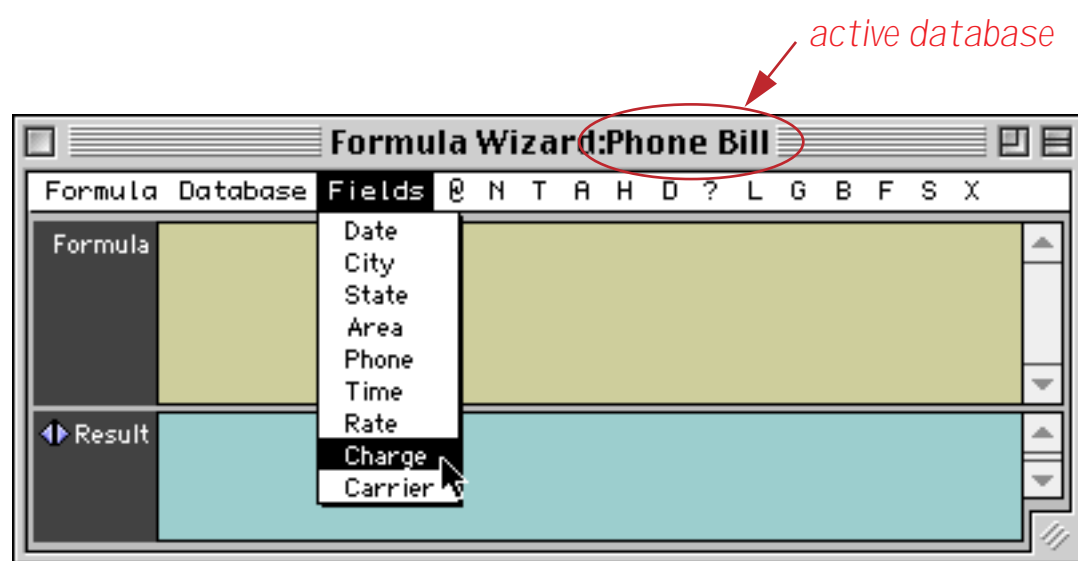 active database
Formula Wizard:Phone Bill
Formula Database Fields @ N T A H D ? L G B F S X
Formula
Date
City
State
Area
Phone
Time
Rate
Result
Charge
Carrier